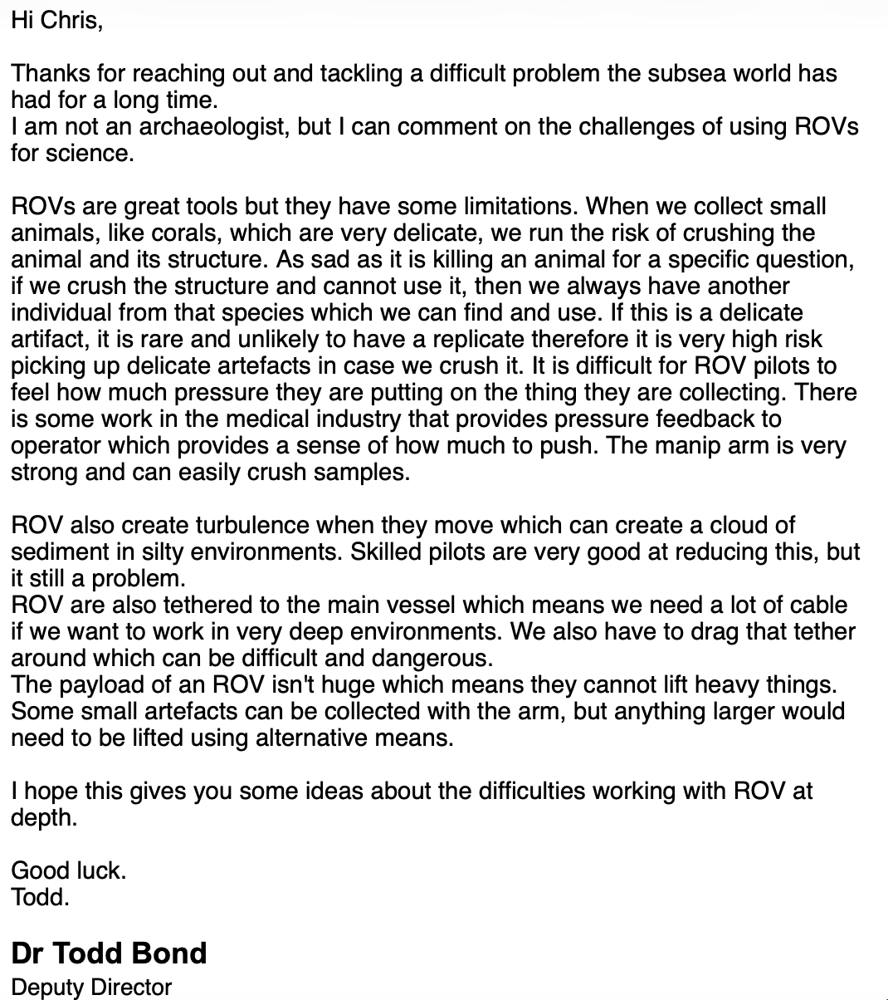 Hi Chris,
Thanks for reaching out and tackling a difficult problem the subsea world has
had for a long time.
I am not an archaeologist, but I can comment on the challenges of using ROVs
for science.
ROVs are great tools but they have some limitations. When we collect small
animals, like corals, which are very delicate, we run the risk of crushing the
animal and its structure. As sad as it is killing an animal for a specific question,
if we crush the structure and cannot use it, then we always have another
individual from that species which we can find and use. If this is a delicate
artifact, it is rare and unlikely to have a replicate therefore it is very high risk
picking up delicate artefacts in case we crush it. It is difficult for ROV pilots to
feel how much pressure they are putting on the thing they are collecting. There
is some work in the medical industry that provides pressure feedback to
operator which provides a sense of how much to push. The manip arm is very
strong and can easily crush samples.
ROV also create turbulence when they move which can create a cloud of
sediment in silty environments. Skilled pilots are very good at reducing this, but
it still a problem.
ROV are also tethered to the main vessel which means we need a lot of cable
if we want to work in very deep environments. We also have to drag that tether
around which can be difficult and dangerous.
The payload of an ROV isn't huge which means they cannot lift heavy things.
Some small artefacts can be collected with the arm, but anything larger would
need to be lifted using alternative means.
I hope this gives you some ideas about the difficulties working with ROV at
depth.
Good luck.
Todd.
Dr Todd Bond
Deputy Director